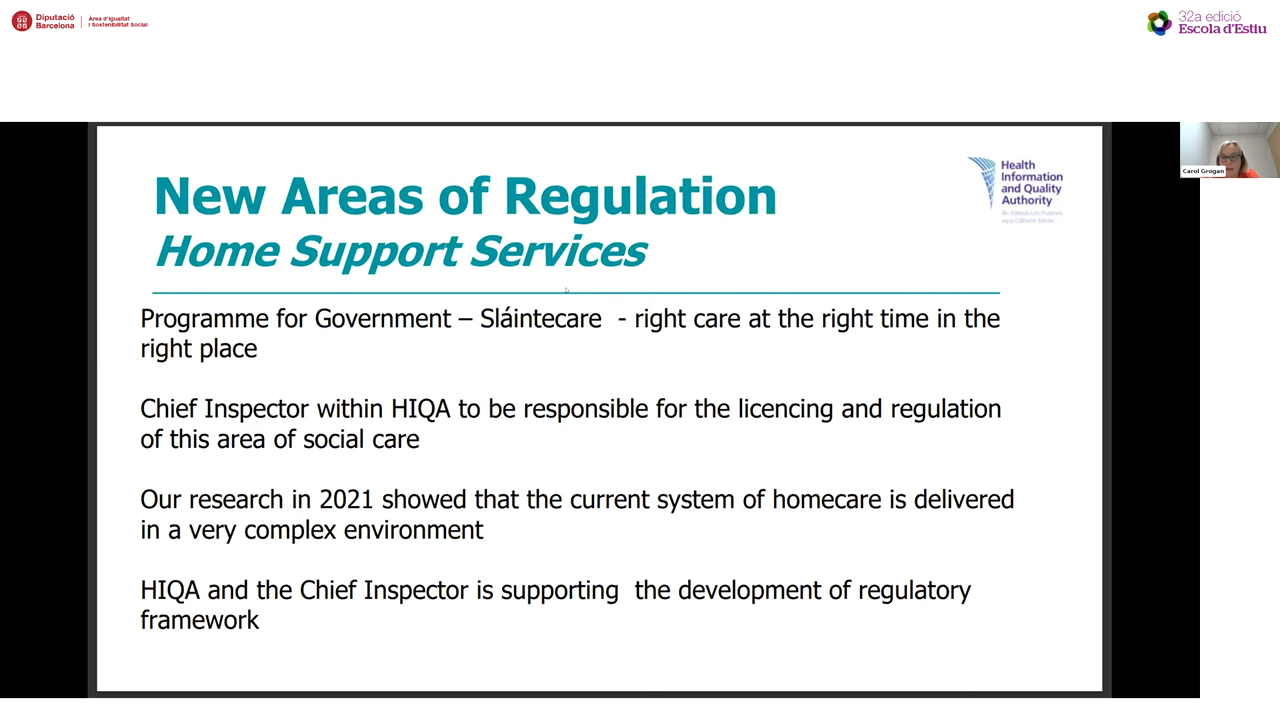 Diputació
Barcelona
Àrea d'Igualtat
i Sostenibilitat Social
32a edició
Escola d'Estiu
New Areas of Regulation
Home Support Services
Health
Information
and Quality
Authority
An tÚdarás Um Fhaisnéis
agus Cáilíocht Sláinte
Carol Grogan
Programme for Government – Sláintecare  - right care at the right time in the
right place
Chief Inspector within HIQA to be responsible for the licencing and regulation
of this area of social care
Our research in 2021 showed that the current system of homecare is delivered
in a very complex environment
HIQA and the Chief Inspector is supporting  the development of regulatory
framework